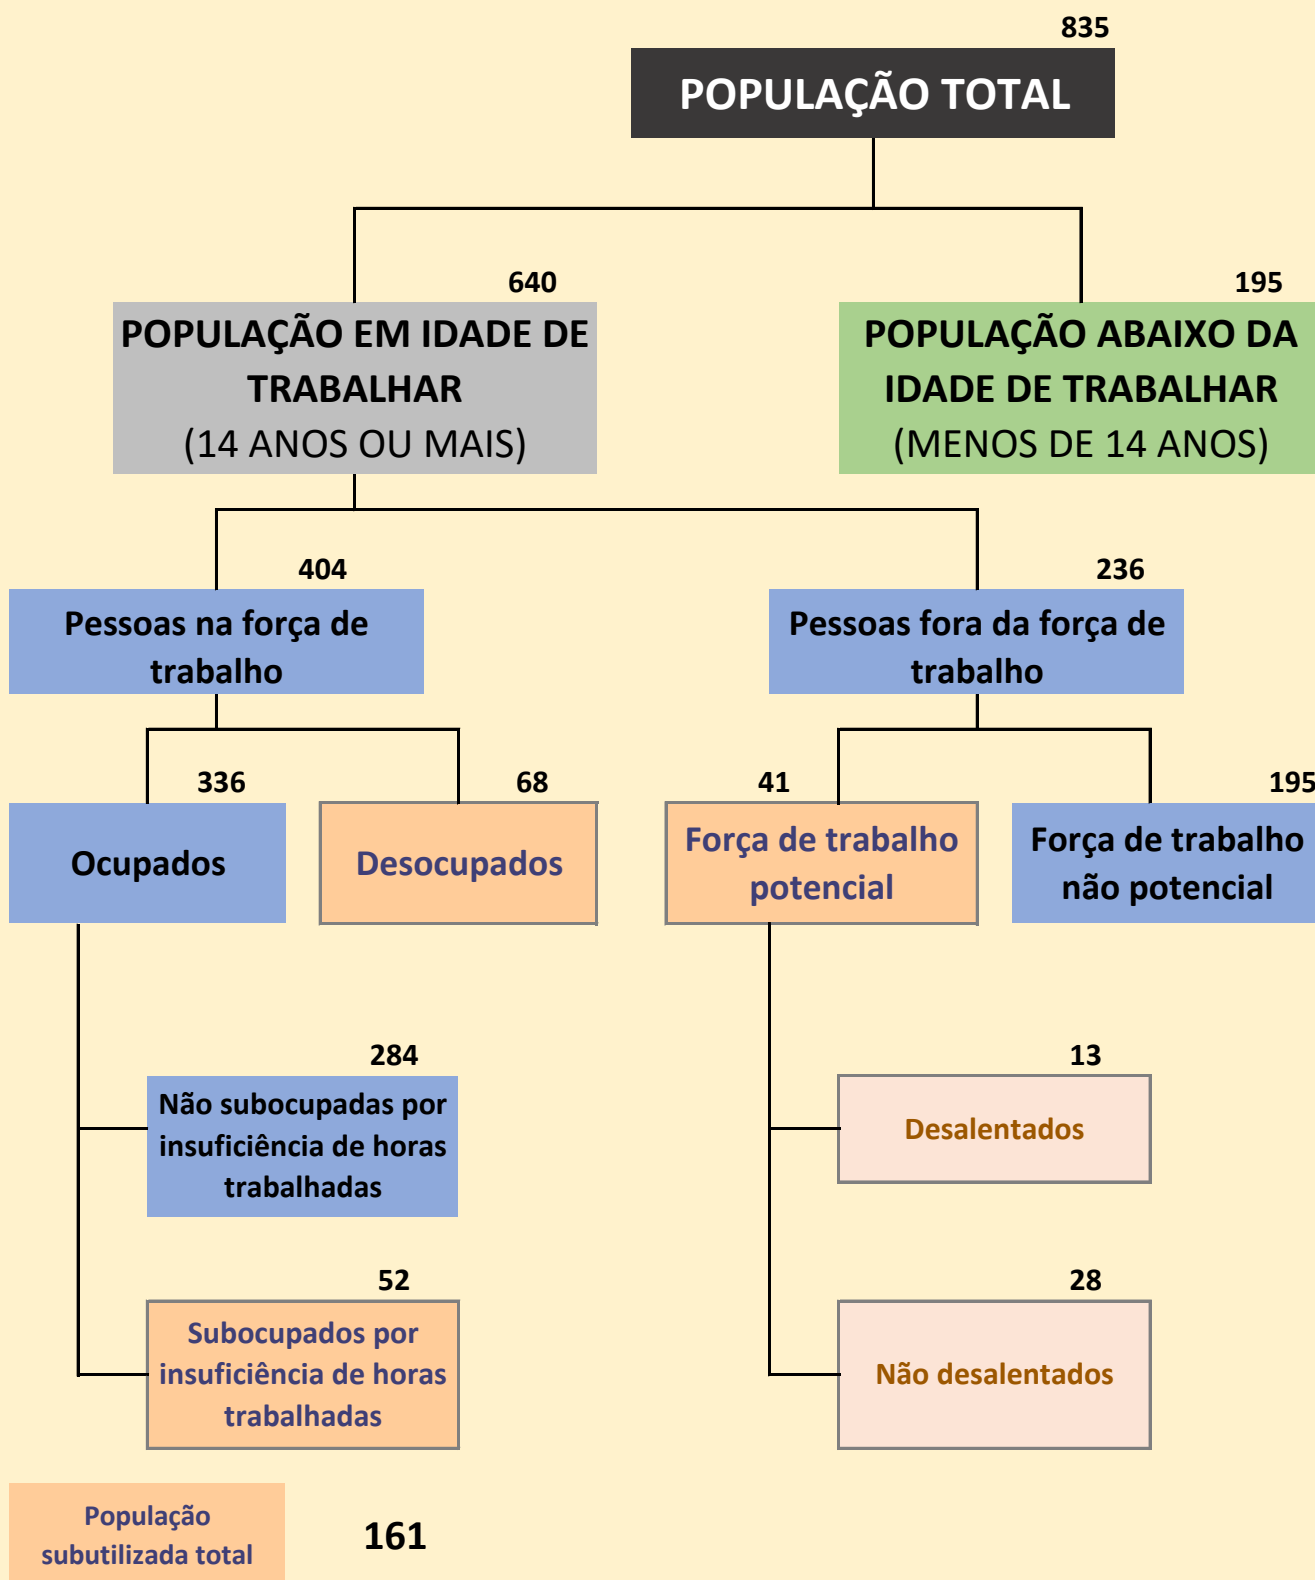 835
POPULAÇÃO TOTAL
640
POPULAÇÃO EM IDADE DE
TRABALHAR
(14 ANOS OU MAIS)
195
POPULAÇÃO ABAIXO DA
IDADE DE TRABALHAR
(MENOS DE 14 ANOS)
404
Pessoas na força de
trabalho
236
Pessoas fora da força de
trabalho
336
Ocupados
68
Desocupados
41
Força de trabalho
potencial
195
Força de trabalho
não potencial
284
Não subocupadas por
insuficiência de horas
trabalhadas
13
Desalentados
52
Subocupados por
insuficiência de horas
trabalhadas
28
Não desalentados
População
subutilizada total
161